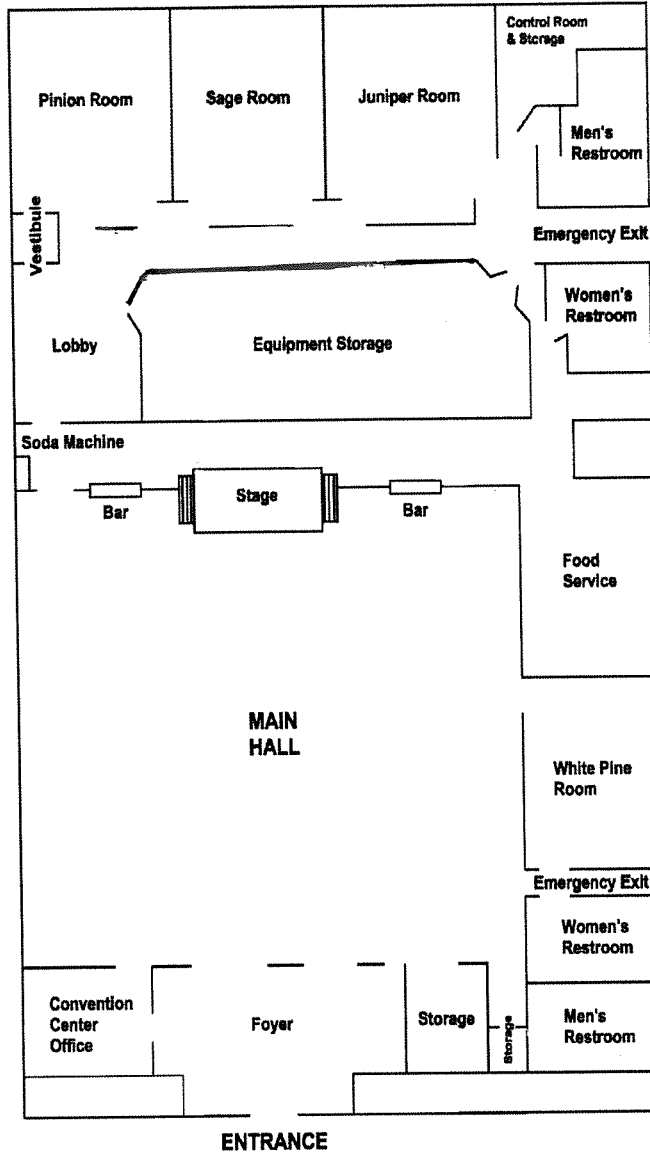 Control Room
& Storage
Pinion Room
Sage Room
Juniper Room
Men's
Restroom
Vestibule
Emergency Exit
Women's
Restroom
Lobby
Equipment Storage
Soda Machine
Stage
Bar
Bar
Food
Service
MAIN
HALL
White Pine
Room
Emergency Exit
Women's
Restroom
Convention
Center
Office
Foyer
Storage
Storage
Men's
Restroom
ENTRANCE